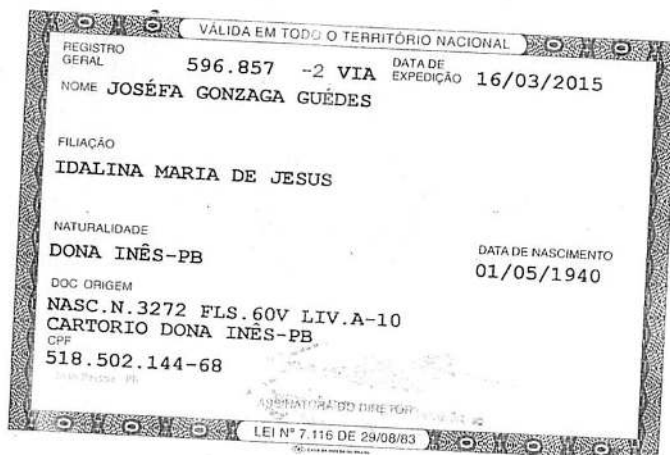 VÁLIDA EM TODO O TERRITÓRIO NACIONAL
REGISTRO GERAL 596.857 -2 VIA DATA DE EXPEDIÇÃO 16/03/2015
NOME JOSÉFA GONZAGA GUÉDES
FILIAÇÃO
IDALINA MARIA DE JESUS
NATURALIDADE
DONA INÊS-PB
DATA DE NASCIMENTO
01/05/1940
DOC ORIGEM
NASC.N.3272 FLS.60V LIV.A-10
CARTORIO DONA INÊS-PB
CPF
518.502.144-68
ASSINATURA DO DIRETOR
LEI Nº 7.116 DE 29/08/83